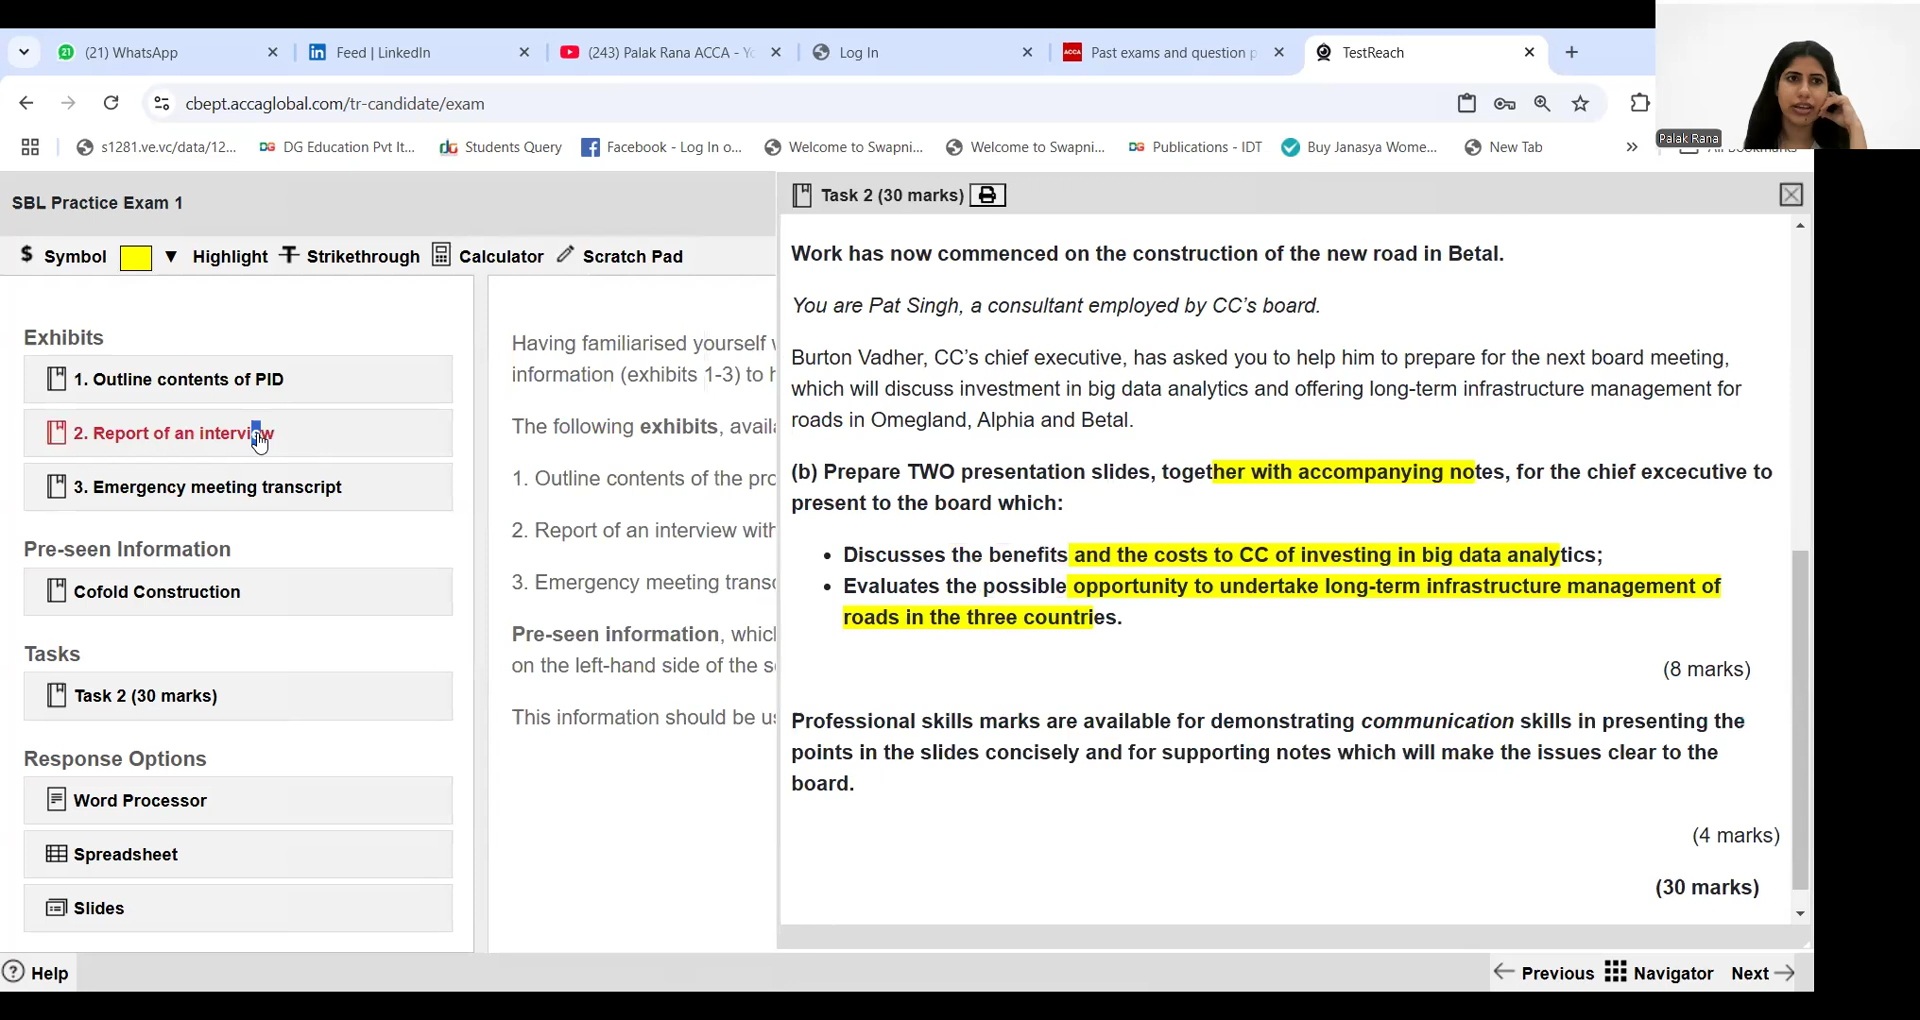 21
(21) WhatsApp
in
Feed | LinkedIn
(243) Palak Rana ACCA - Yo
Log In
ACCA
Past exams and question p
TestReach
cbept.accaglobal.com/tr-candidate/exam
Palak Rana
s1281.ve.vc/data/12...
DG
DG Education Pvt It...
dg
Students Query
Facebook - Log In o...
Welcome to Swapni...
Welcome to Swapni...
DG
Publications - IDT
Buy Janasya Wome...
New Tab
»
All Bookmarks
SBL Practice Exam 1
$ Symbol
Highlight
T Strikethrough
Calculator
Scratch Pad
Exhibits
1. Outline contents of PID
2. Report of an interview
3. Emergency meeting transcript
Pre-seen Information
Cofold Construction
Tasks
Task 2 (30 marks)
Response Options
Word Processor
Spreadsheet
Slides
Having familiarised yourself
information (exhibits 1-3) to
The following exhibits, availa
1. Outline contents of the pro
2. Report of an interview with
3. Emergency meeting transc
Pre-seen information, which
on the left-hand side of the s
This information should be us
Task 2 (30 marks)
Work has now commenced on the construction of the new road in Betal.
You are Pat Singh, a consultant employed by CC's board.
Burton Vadher, CC's chief executive, has asked you to help him to prepare for the next board meeting,
which will discuss investment in big data analytics and offering long-term infrastructure management for
roads in Omegland, Alphia and Betal.
(b) Prepare TWO presentation slides, together with accompanying notes, for the chief excecutive to
present to the board which:
• Discusses the benefits and the costs to CC of investing in big data analytics;
• Evaluates the possible opportunity to undertake long-term infrastructure management of
roads in the three countries.
(8 marks)
Professional skills marks are available for demonstrating communication skills in presenting the
points in the slides concisely and for supporting notes which will make the issues clear to the
board.
(4 marks)
(30 marks)
? Help
Previous
Navigator
Next